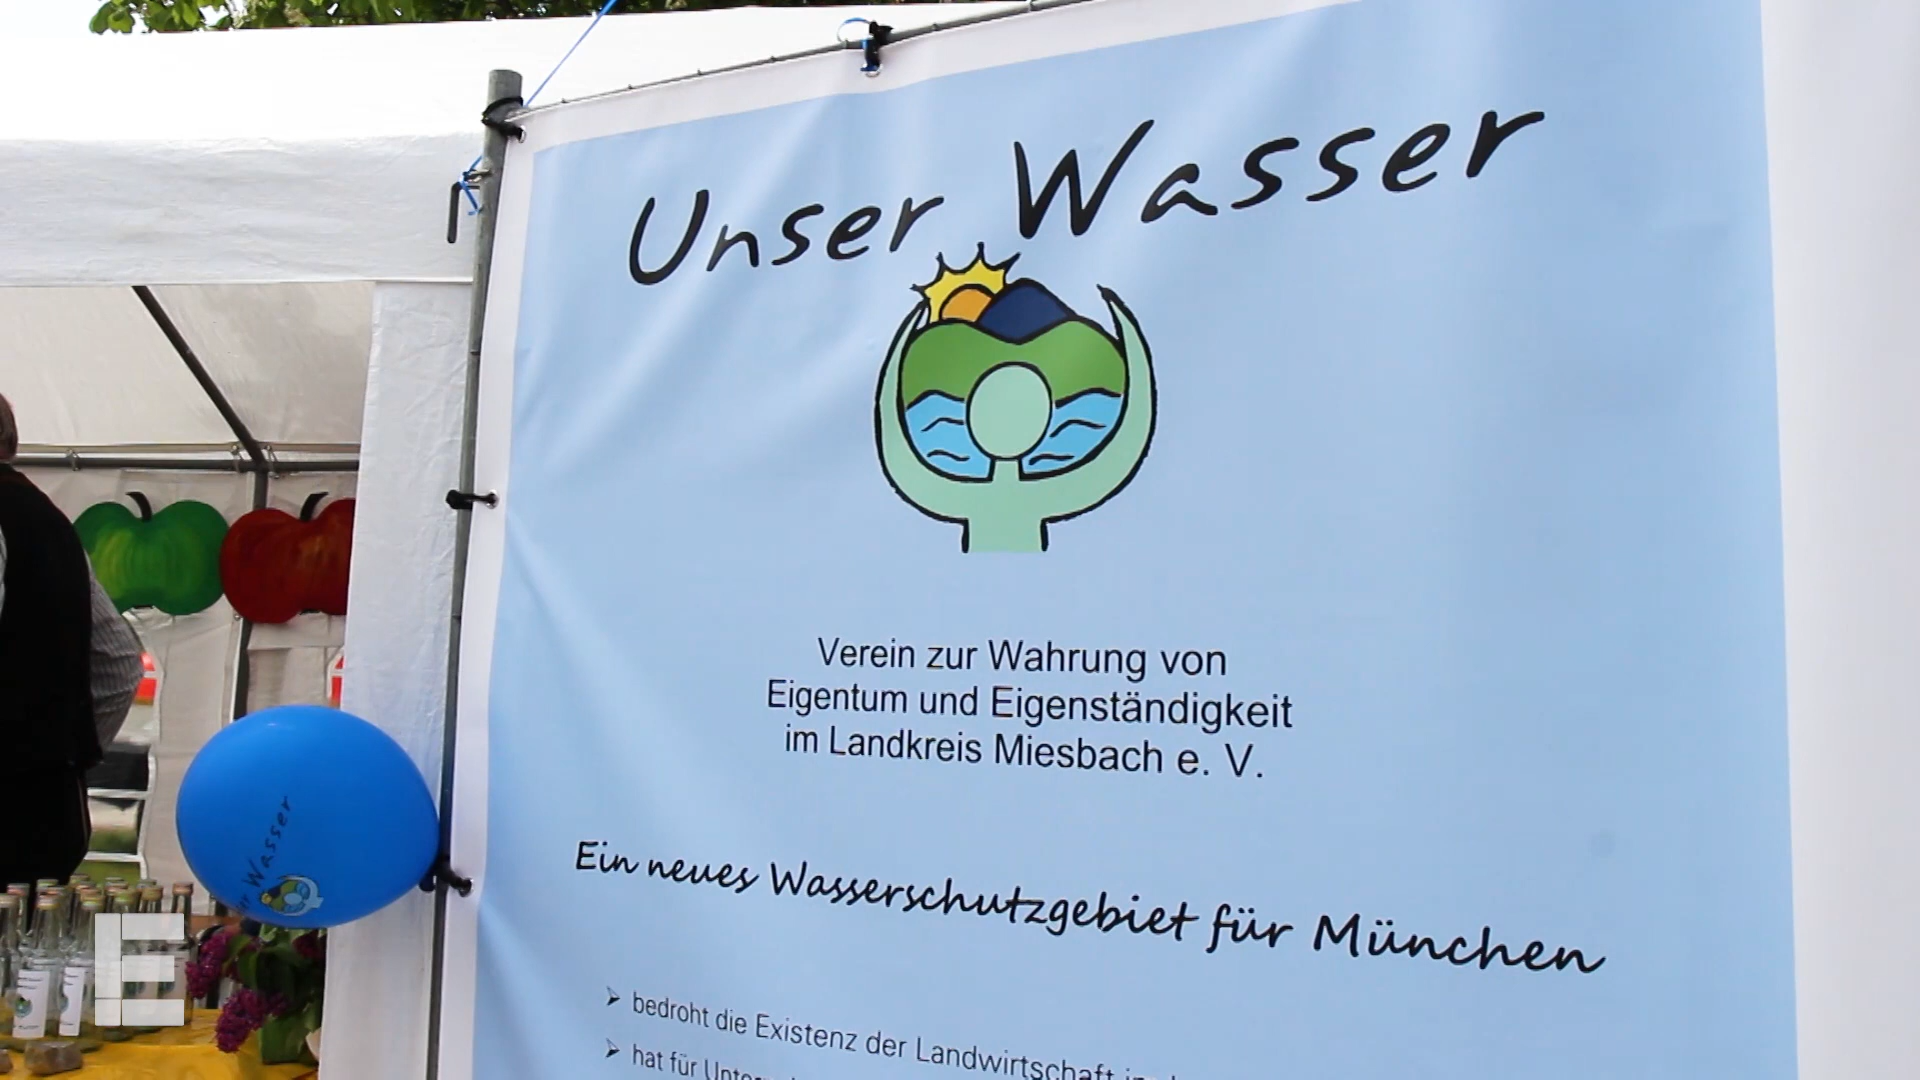 Unser Wasser
Verein zur Wahrung von
Eigentum und Eigenständigkeit
im Landkreis Miesbach e. V.
Ein neues Wasserschutzgebiet für München
➢ bedroht die Existenz der Landwirtschaft
➢ hat für
Wasser
E